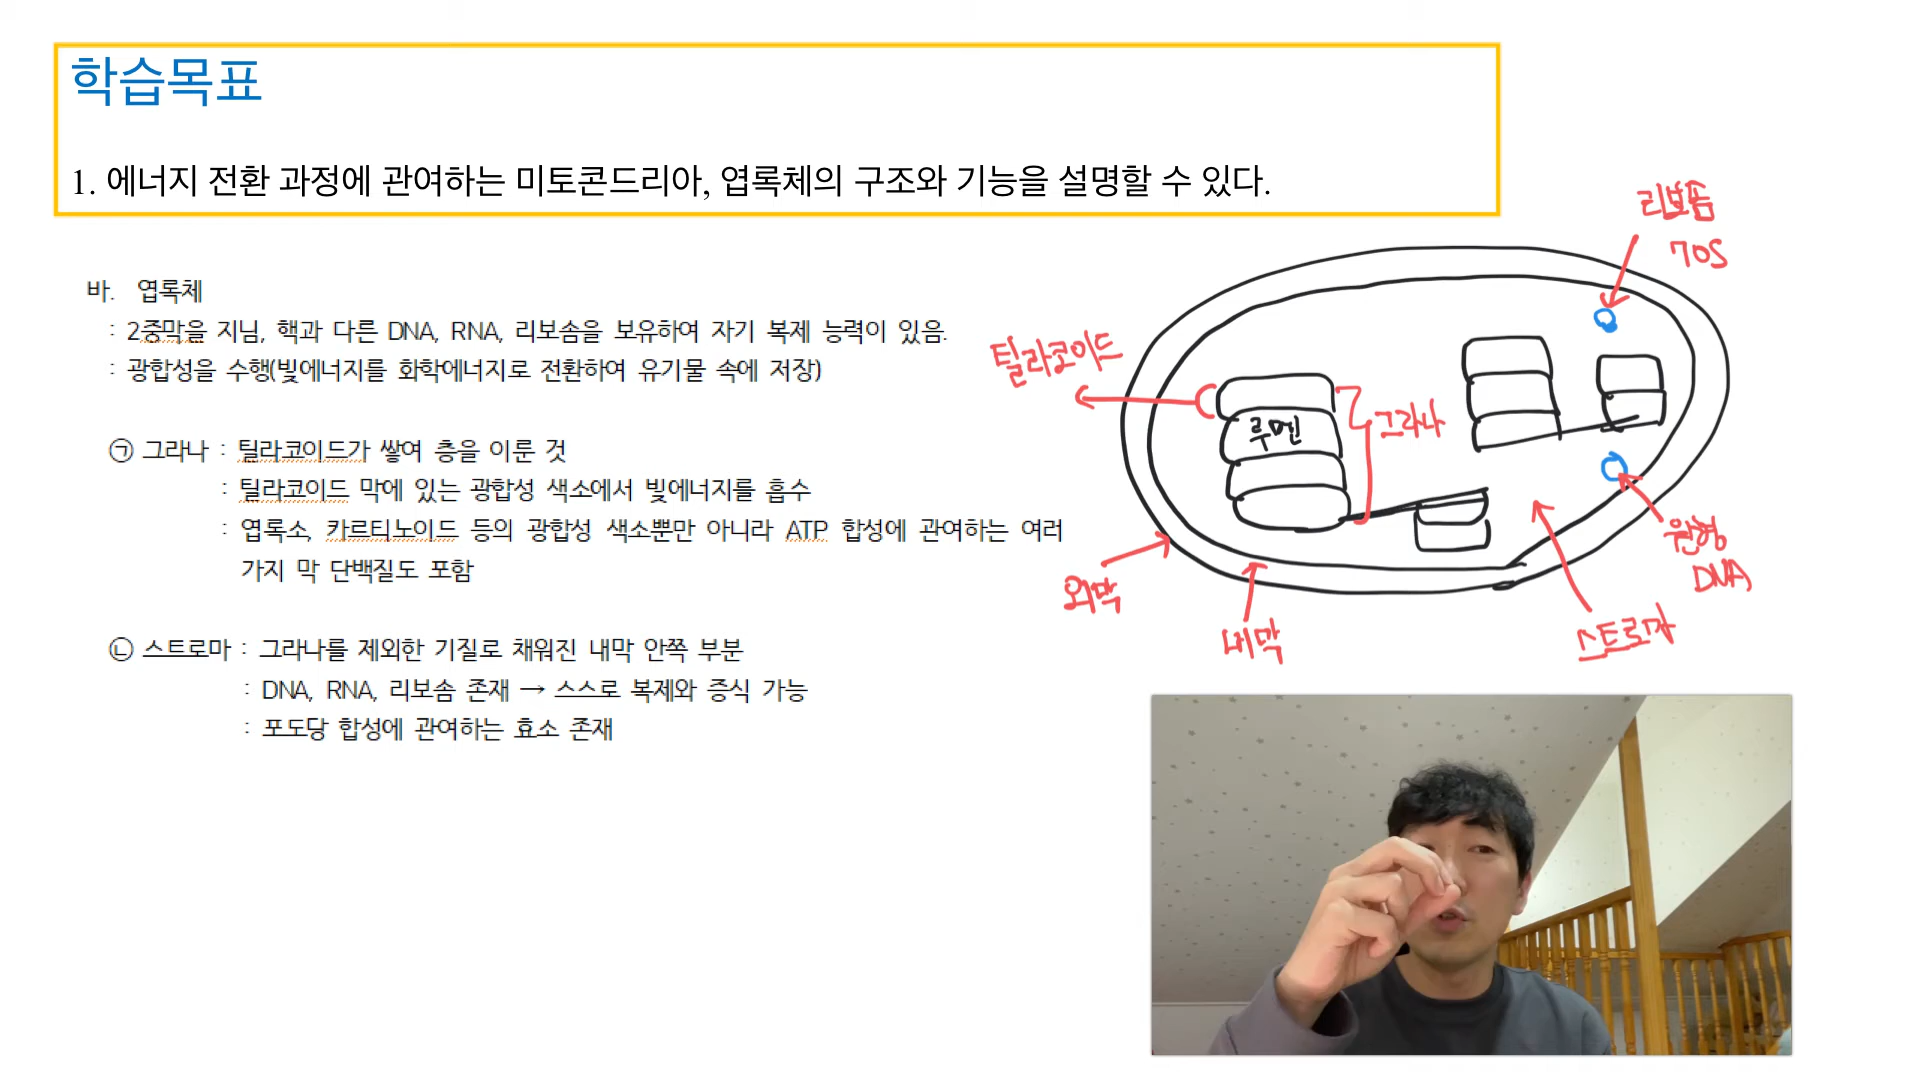 학습목표
1. 에너지 전환 과정에 관여하는 미토콘드리아, 엽록체의 구조와 기능을 설명할 수 있다.
바. 엽록체
: 2중막을 지님, 핵과 다른 DNA, RNA, 리보솜을 보유하여 자기 복제 능력이 있음.
: 광합성을 수행(빛에너지를 화학에너지로 전환하여 유기물 속에 저장)
㉠ 그라나 : 틸라코이드가 쌓여 층을 이룬 것
: 틸라코이드 막에 있는 광합성 색소에서 빛에너지를 흡수
: 엽록소, 카르티노이드 등의 광합성 색소뿐만 아니라 ATP 합성에 관여하는 여러
가지 막 단백질도 포함
㉡ 스트로마 : 그라나를 제외한 기질로 채워진 내막 안쪽 부분
: DNA, RNA, 리보솜 존재 → 스스로 복제와 증식 가능
: 포도당 합성에 관여하는 효소 존재
리보솜
70S
틸라코이드
루멘
그라나
외막
내막
원형
DNA
스트로마